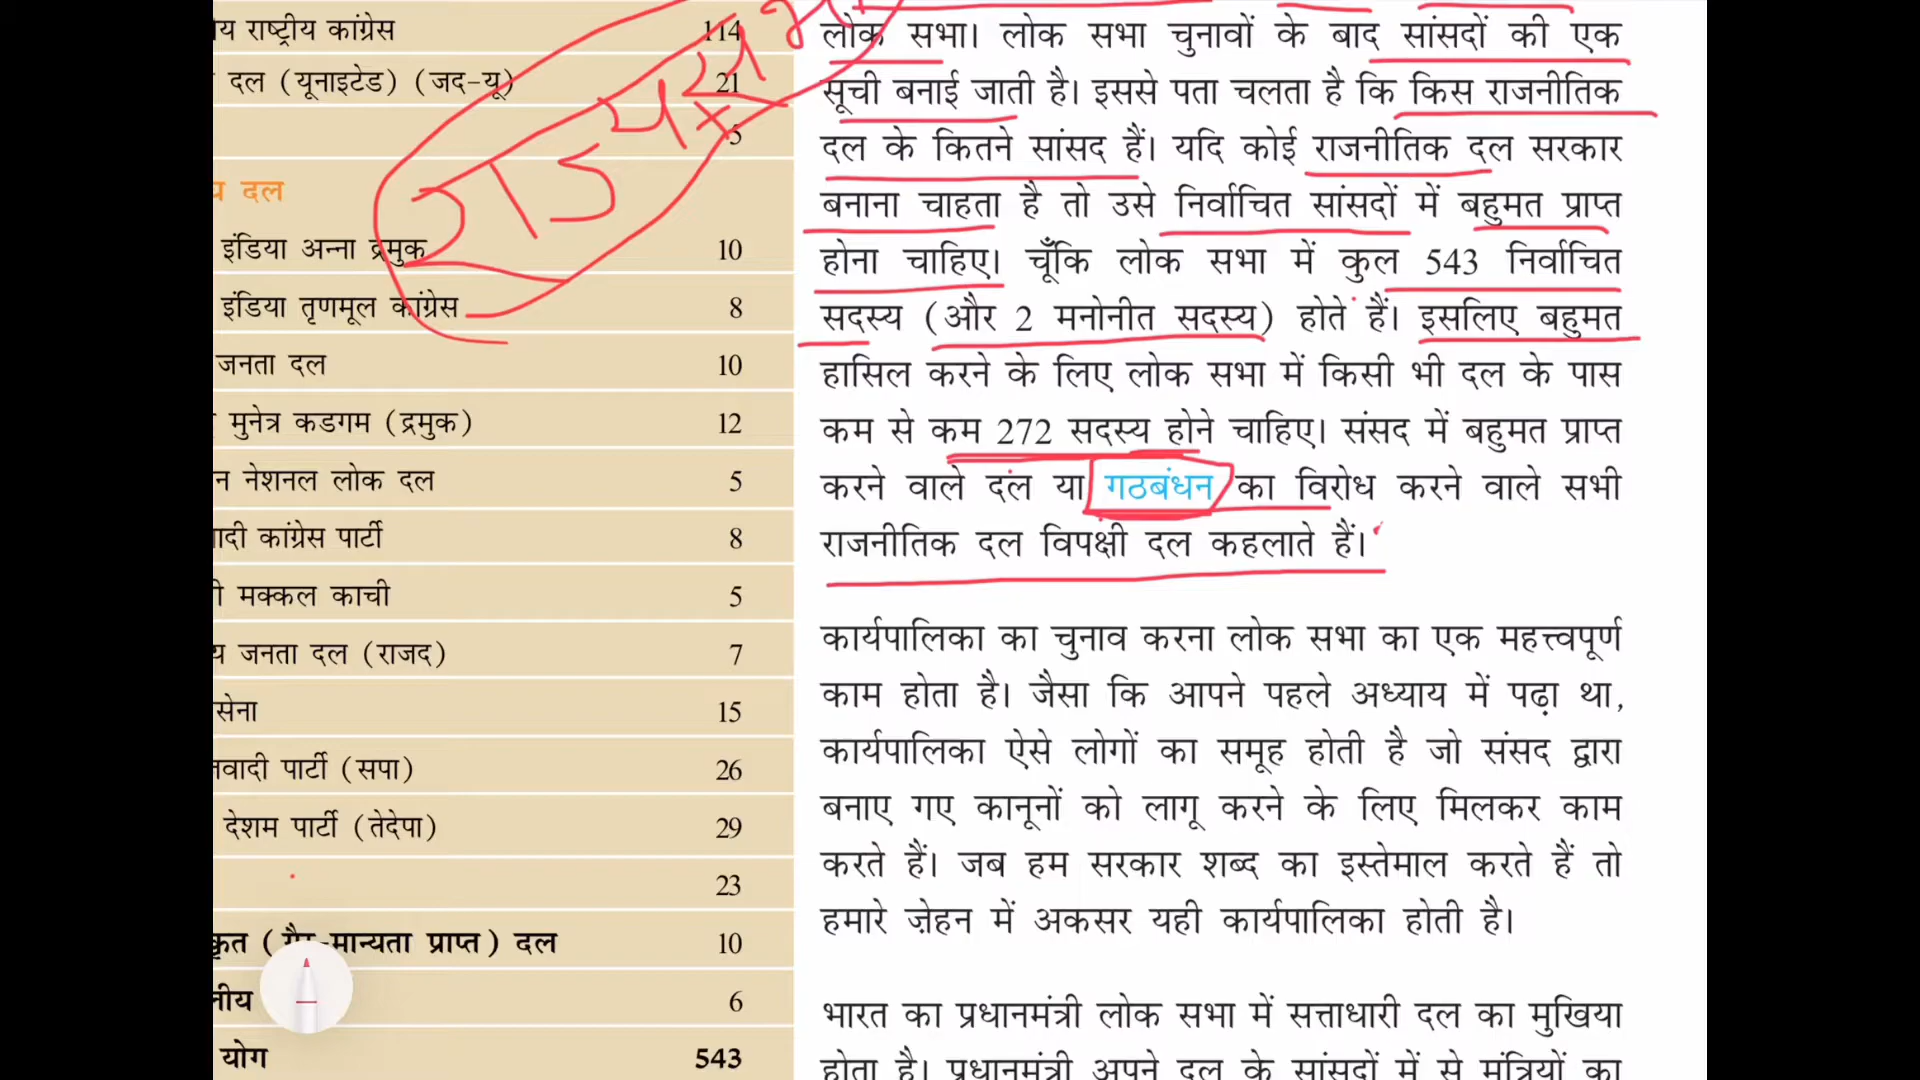 य राष्ट्रीय कांग्रेस 114
दल (यूनाइटेड) (जद-यू) 21
5
दल
इंडिया अन्ना द्रमुक 10
इंडिया तृणमूल कांग्रेस 8
जनता दल 10
मुनेत्र कडगम (द्रमुक) 12
न नेशनल लोक दल 5
ादी कांग्रेस पार्टी 8
ी मक्कल काची 5
य जनता दल (राजद) 7
सेना 15
वादी पार्टी (सपा) 26
देशम पार्टी (तेदेपा) 29
23
कृत (गैर-मान्यता प्राप्त) दल 10
लीय 6
योग 543
लोक सभा। लोक सभा चुनावों के बाद सांसदों की एक
सूची बनाई जाती है। इससे पता चलता है कि किस राजनीतिक
दल के कितने सांसद हैं। यदि कोई राजनीतिक दल सरकार
बनाना चाहता है तो उसे निर्वाचित सांसदों में बहुमत प्राप्त
होना चाहिए। चूँकि लोक सभा में कुल 543 निर्वाचित
सदस्य (और 2 मनोनीत सदस्य) होते हैं। इसलिए बहुमत
हासिल करने के लिए लोक सभा में किसी भी दल के पास
कम से कम 272 सदस्य होने चाहिए। संसद में बहुमत प्राप्त
करने वाले दल या गठबंधन का विरोध करने वाले सभी
राजनीतिक दल विपक्षी दल कहलाते हैं।
कार्यपालिका का चुनाव करना लोक सभा का एक महत्त्वपूर्ण
काम होता है। जैसा कि आपने पहले अध्याय में पढ़ा था,
कार्यपालिका ऐसे लोगों का समूह होती है जो संसद द्वारा
बनाए गए कानूनों को लागू करने के लिए मिलकर काम
करते हैं। जब हम सरकार शब्द का इस्तेमाल करते हैं तो
हमारे ज़ेहन में अकसर यही कार्यपालिका होती है।
भारत का प्रधानमंत्री लोक सभा में सत्ताधारी दल का मुखिया
होता है। प्रधानमंत्री अपने दल के सांसदों में से मंत्रियों का